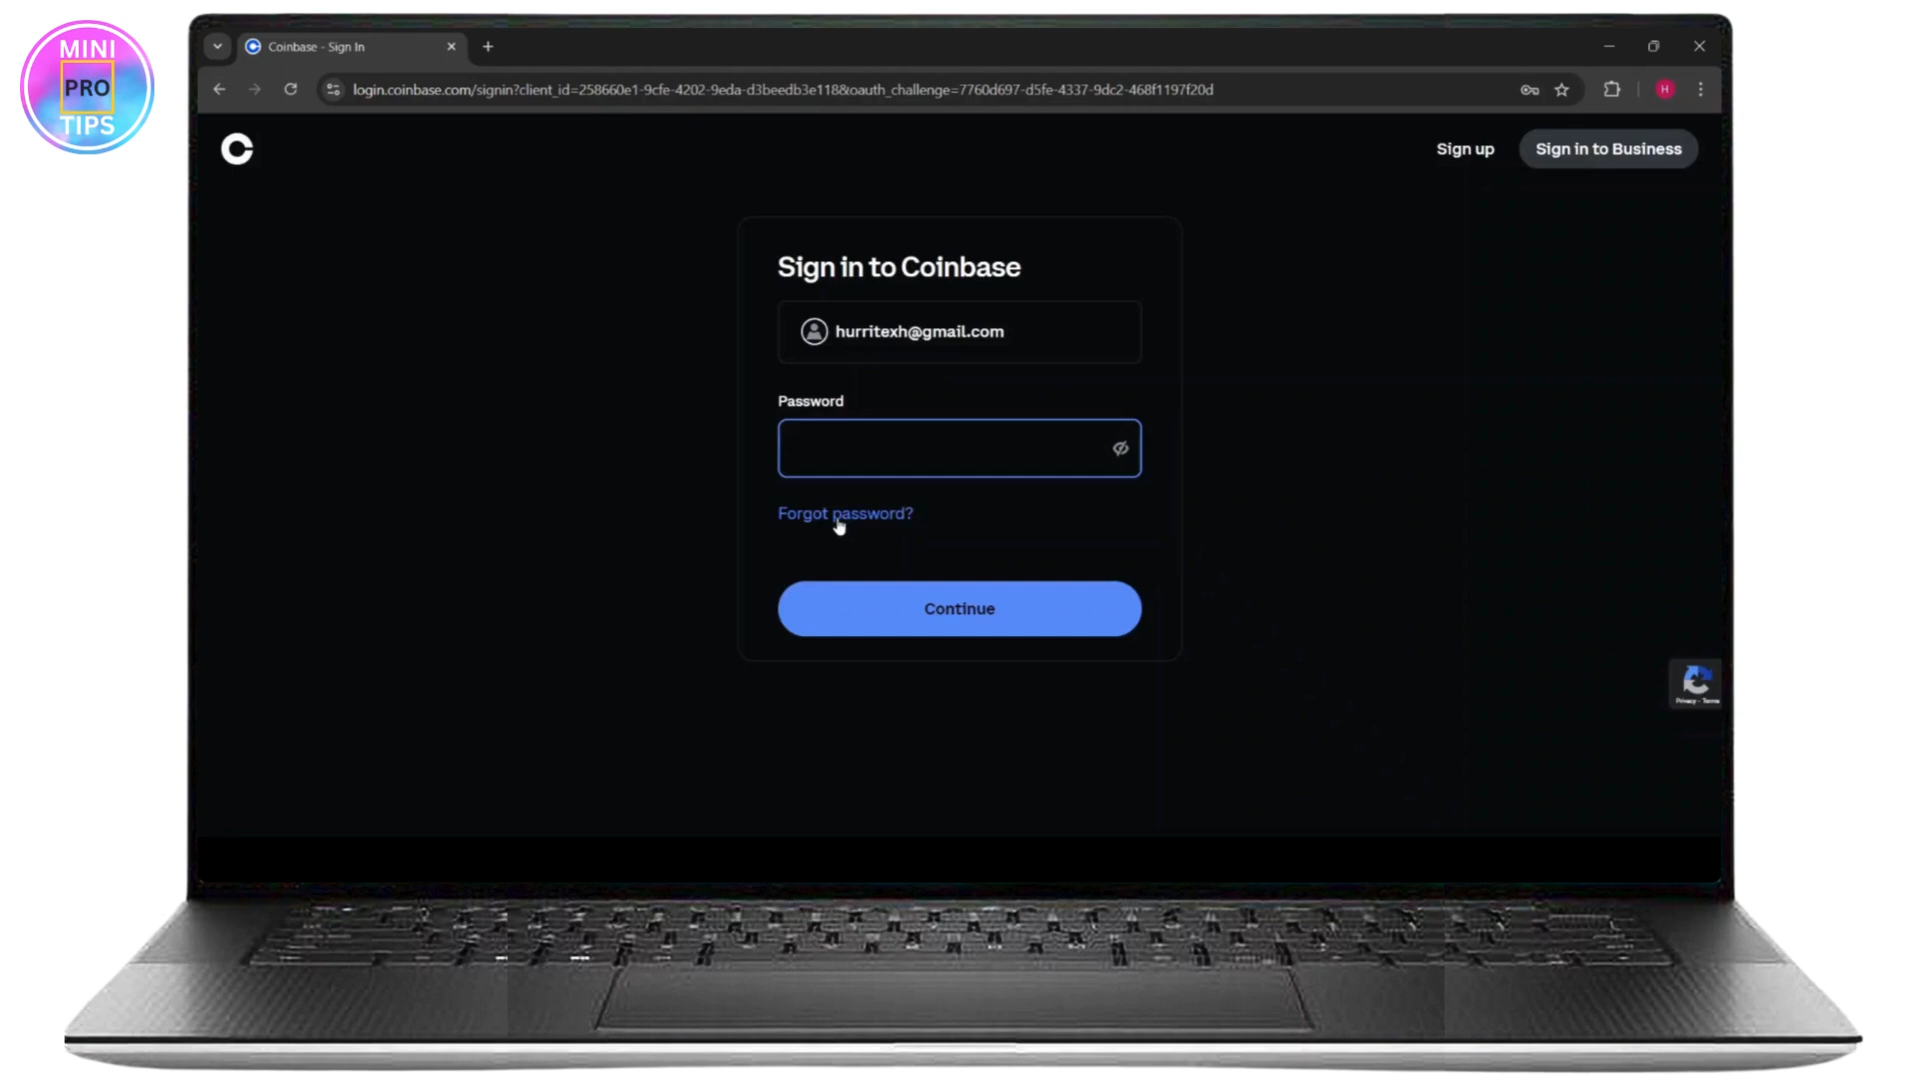 MINI
PRO
TIPS
Coinbase - Sign In
login.coinbase.com/signin?client_id=258660e1-9cfe-4202-9eda-d3beedb3e118&oauth_challenge=7760d697-d5fe-4337-9dc2-468f1197f20d
H
Sign up
Sign in to Business
Sign in to Coinbase
hurritexh@gmail.com
Password
Forgot password?
Continue
Privacy - Terms